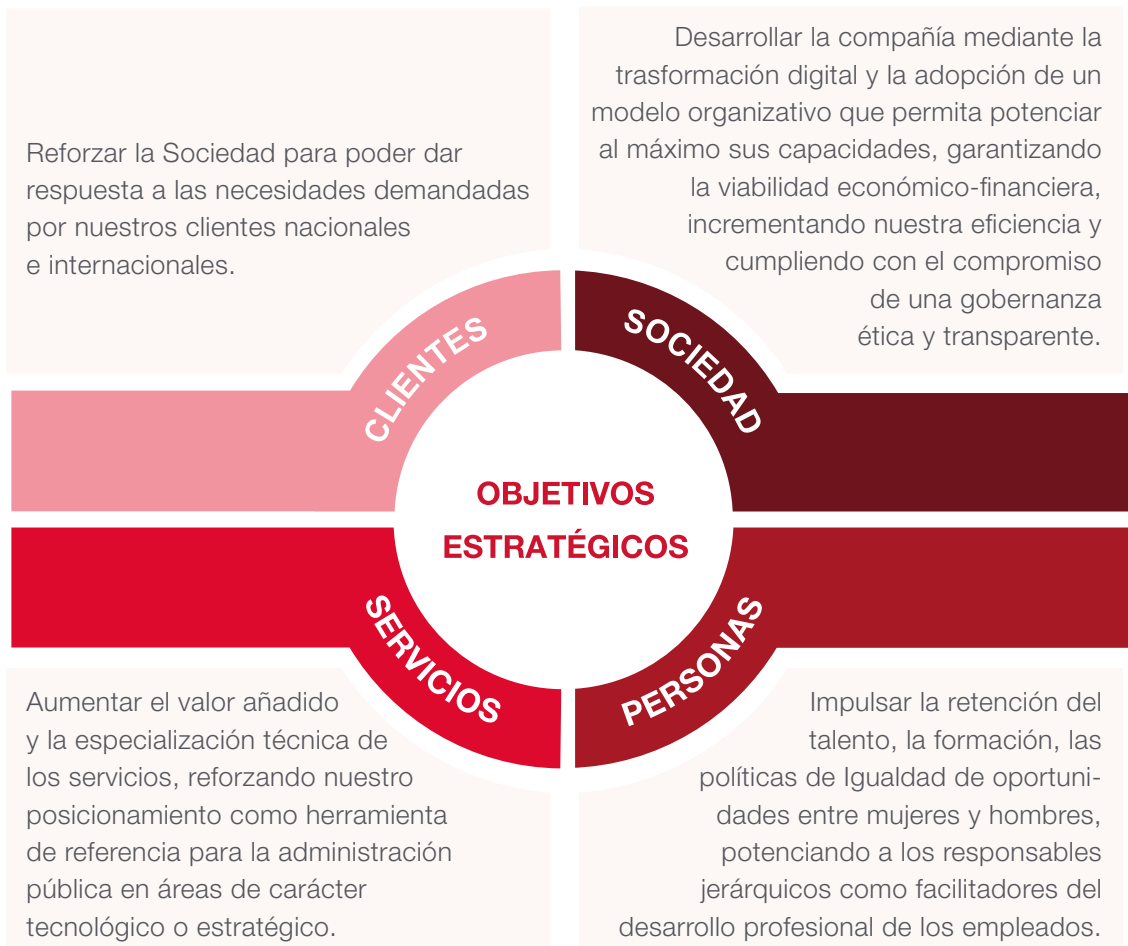 Reforzar la Sociedad para poder dar
respuesta a las necesidades demandadas
por nuestros clientes nacionales
e internacionales.
Desarrollar la compañía mediante la
trasformación digital y la adopción de un
modelo organizativo que permita potenciar
al máximo sus capacidades, garantizando
la viabilidad económico-financiera,
incrementando nuestra eficiencia y
cumpliendo con el compromiso
de una gobernanza
ética y transparente.
CLIENTES
SOCIEDAD
OBJETIVOS
ESTRATÉGICOS
SERVICIOS
PERSONAS
Aumentar el valor añadido
y la especialización técnica de
los servicios, reforzando nuestro
posicionamiento como herramienta
de referencia para la administración
pública en áreas de carácter
tecnológico o estratégico.
Impulsar la retención del
talento, la formación, las
políticas de Igualdad de oportuni-
dades entre mujeres y hombres,
potenciando a los responsables
jerárquicos como facilitadores del
desarrollo profesional de los empleados.